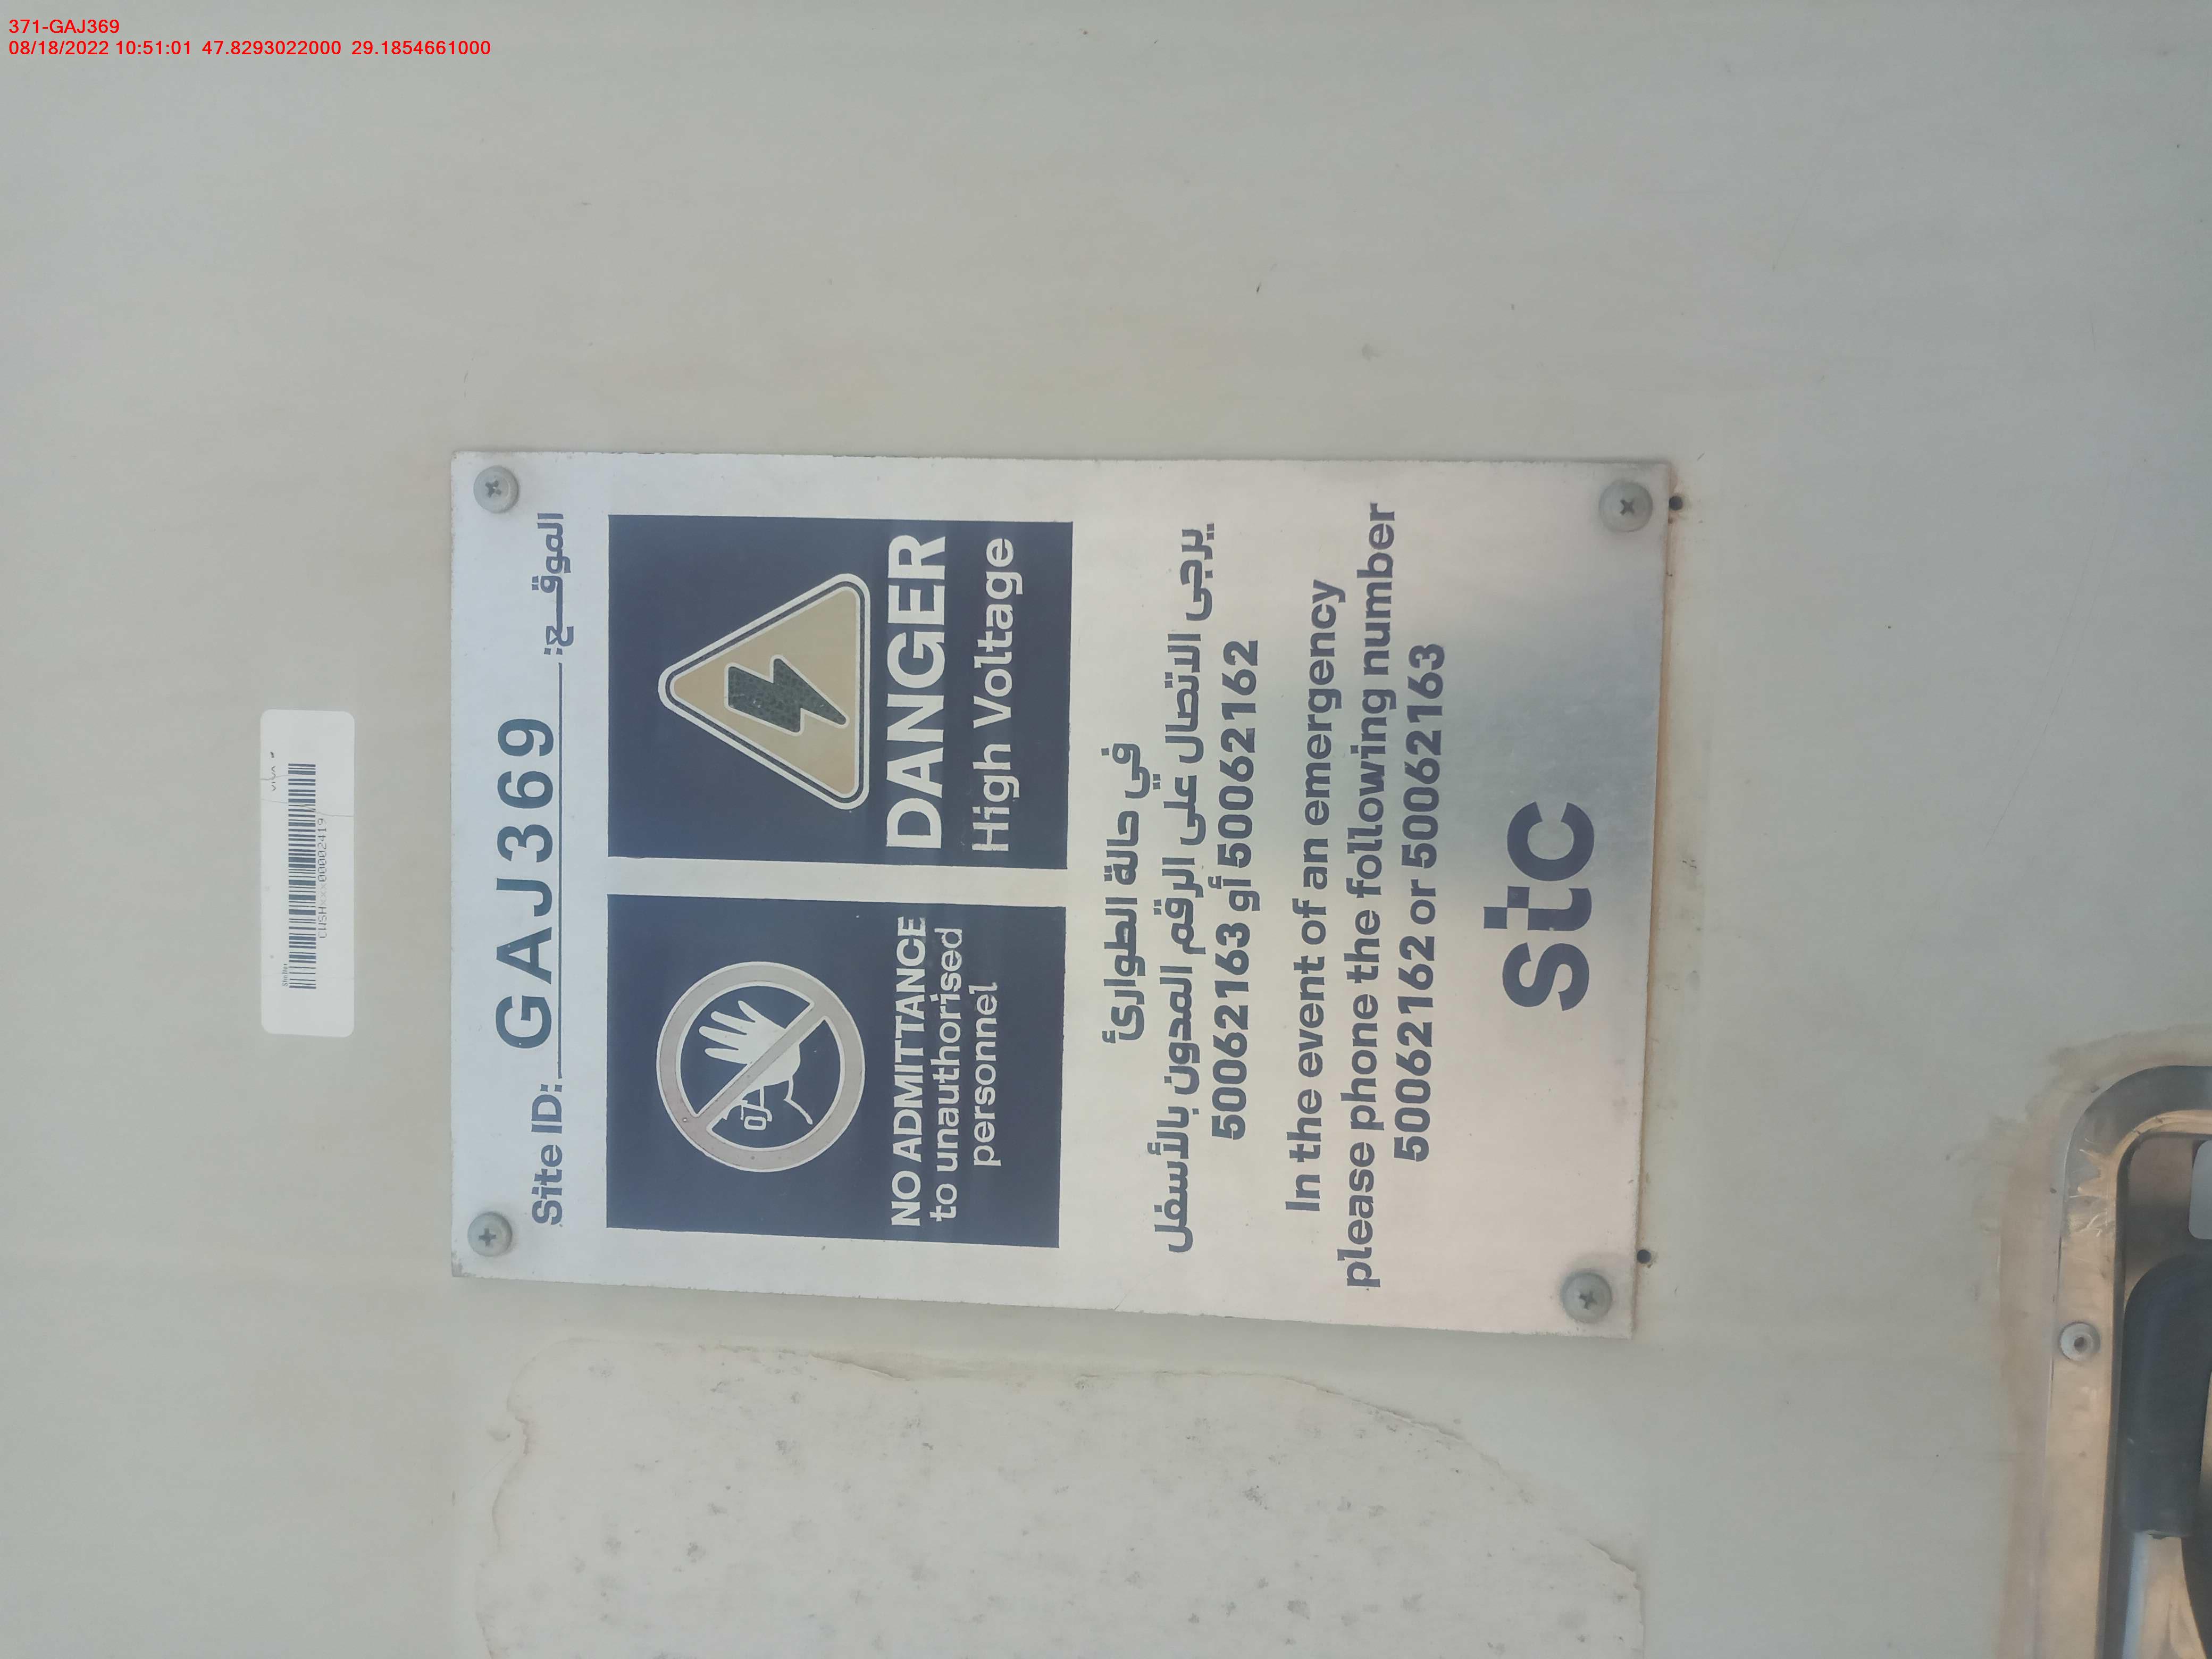 371-GAJ369
08/18/2022 10:51:01 47.8293022000 29.1854661000
Site ID: GAJ369 الموقــع:
NO ADMITTANCE
to unauthorised
personnel
DANGER
High Voltage
في حالة الطوارئ
يرجى الاتصال على الرقم المدون بالأسفل
50062163 أو 50062162
In the event of an emergency
please phone the following number
50062162 or 50062163
stc